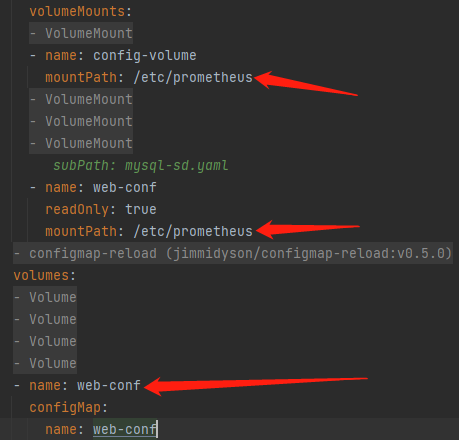 volumeMounts:
- VolumeMount
- name: config-volume
mountPath: /etc/prometheus
- VolumeMount
- VolumeMount
- VolumeMount
subPath: mysql-sd.yaml
- name: web-conf
readOnly: true
mountPath: /etc/prometheus
- configmap-reload (jimmidyson/configmap-reload:v0.5.0)
volumes:
- Volume
- Volume
- Volume
- Volume
- name: web-conf
configMap:
name: web-conf